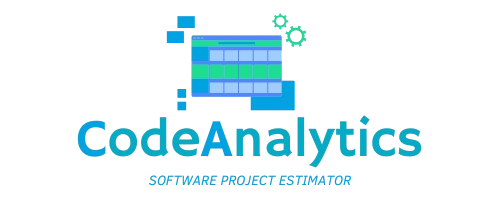 CodeAnalytics
SOFTWARE PROJECT ESTIMATOR